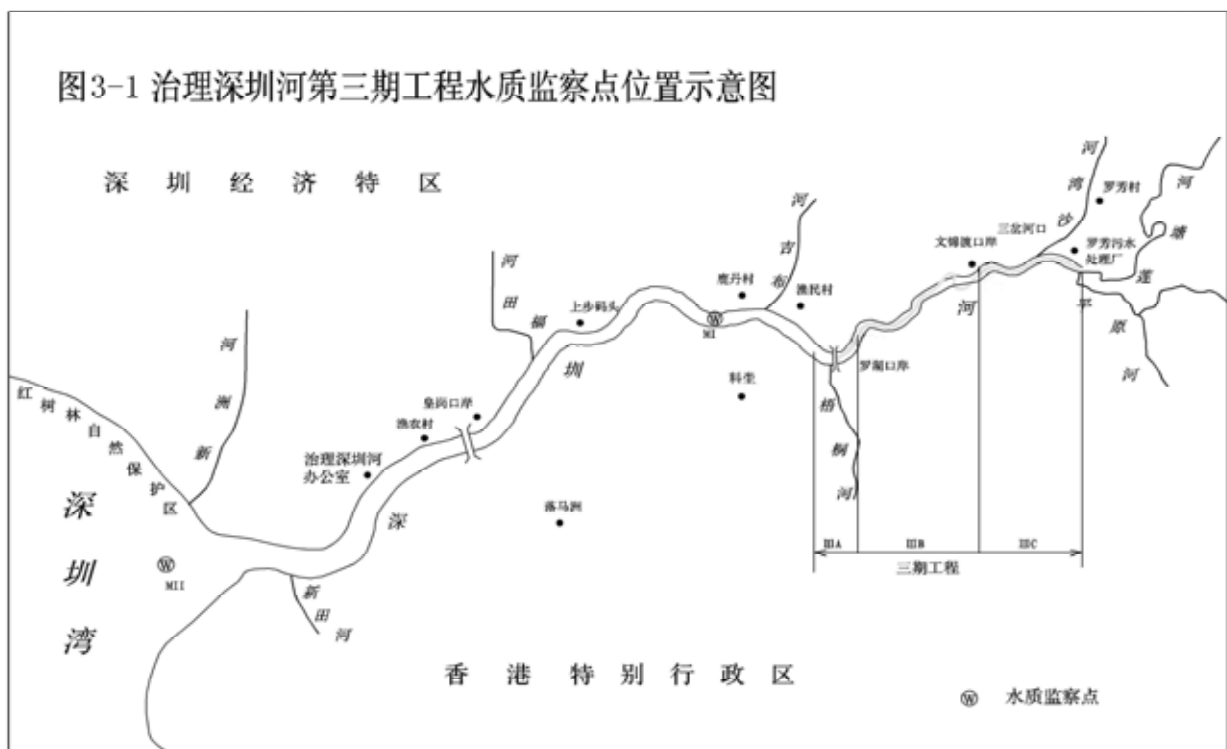 图3-1 治理深圳河第三期工程水质监察点位置示意图
深圳经济特区
河湾沙
罗芳村
河塘莲
三岔河口
文锦渡口岸
罗芳污水
处理厂
平原河
河吉布
鹿丹村
渔民村
河田福
上步码头
MI
圳
河
罗湖口岸
料壆
梧桐河
河洲新
皇岗口岸
渔农村
治理深圳河
办公室
红树林自然保护区
深
落马洲
深圳湾
MII
新田河
ⅢA
ⅢB
ⅢC
三期工程
香港特别行政区
Ⓦ 水质监察点